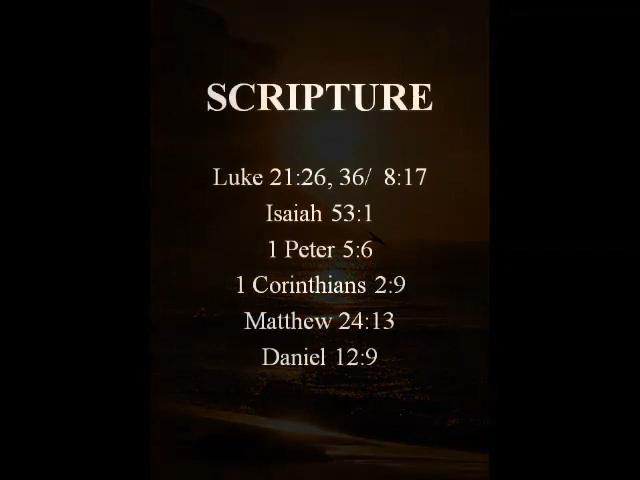 SCRIPTURE
Luke 21:26, 36/  8:17
Isaiah 53:1
1 Peter 5:6
1 Corinthians 2:9
Matthew 24:13
Daniel 12:9